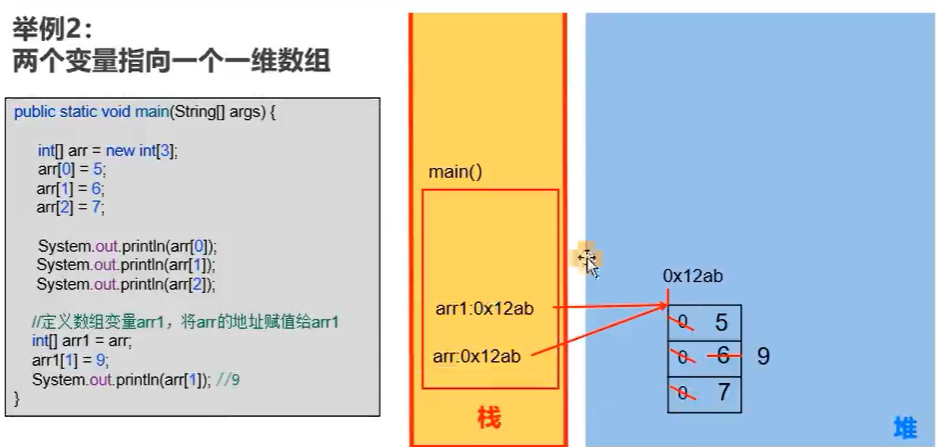 举例2：
两个变量指向一个一维数组
public static void main(String[] args) {
int[] arr = new int[3];
arr[0] = 5;
arr[1] = 6;
arr[2] = 7;
System.out.println(arr[0]);
System.out.println(arr[1]);
System.out.println(arr[2]);
//定义数组变量arr1，将arr的地址赋值给arr1
int[] arr1 = arr;
arr1[1] = 9;
System.out.println(arr[1]); //9
}
main()
arr1:0x12ab
arr:0x12ab
栈
0x12ab
0 5
0 6 9
0 7
堆